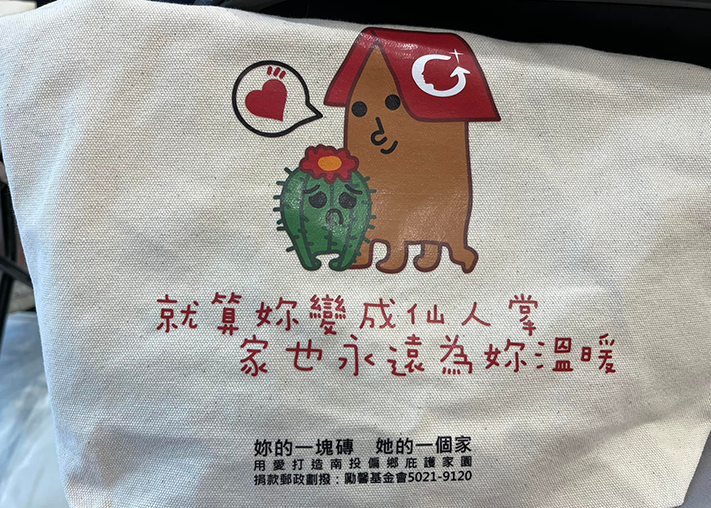 就算妳變成仙人掌
家也永遠為妳溫暖
妳的一塊磚 她的一個家
用愛打造南投偏鄉庇護家園
捐款郵政劃撥：勵馨基金會5021-9120